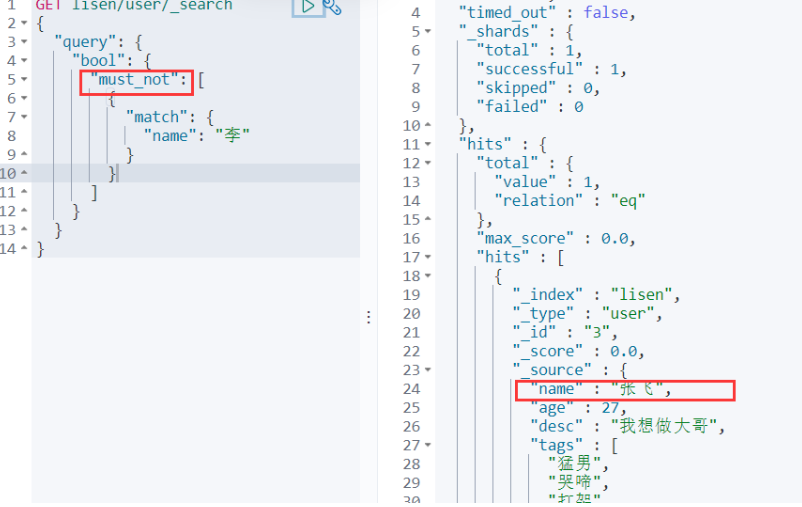 1 GET lisen/user/_search
2 {
3 "query": {
4 "bool": {
5 "must_not": [
6 {
7 "match": {
8 "name": "李"
9 }
10 }
11 ]
12 }
13 }
14 }
4 "timed_out" : false,
5 "_shards" : {
6 "total" : 1,
7 "successful" : 1,
8 "skipped" : 0,
9 "failed" : 0
10 },
11 "hits" : {
12 "total" : {
13 "value" : 1,
14 "relation" : "eq"
15 },
16 "max_score" : 0.0,
17 "hits" : [
18 {
19 "_index" : "lisen",
20 "_type" : "user",
21 "_id" : "3",
22 "_score" : 0.0,
23 "_source" : {
24 "name" : "张飞",
25 "age" : 27,
26 "desc" : "我想做大哥",
27 "tags" : [
28 "猛男",
29 "哭啼",
30 "打架"